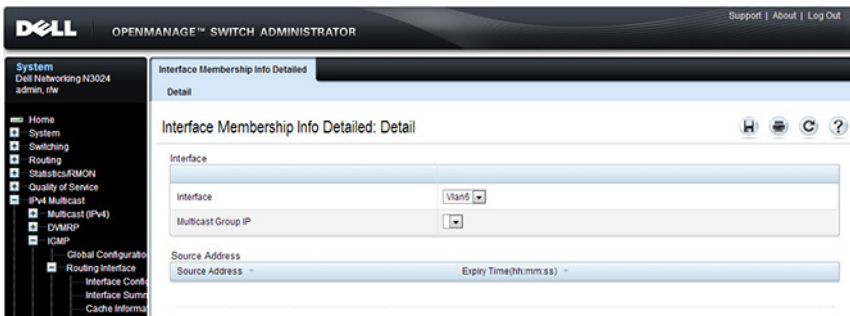 Support | About | Log Out
DELL OPENMANAGE™ SWITCH ADMINISTRATOR
System
Dell Networking N3024
admin, r/w
Home
System
Switching
Routing
Statistics/RMON
Quality of Service
IPv4 Multicast
Multicast (IPv4)
DVMRP
IGMP
Global Configuratio
Routing Interface
Interface Config
Interface Summ
Cache Informa
Interface Membership Info Detailed
Detail
Interface Membership Info Detailed: Detail
Interface
Interface Vlan5
Multicast Group IP
Source Address
Source Address Expiry Time(hh:mm:ss)